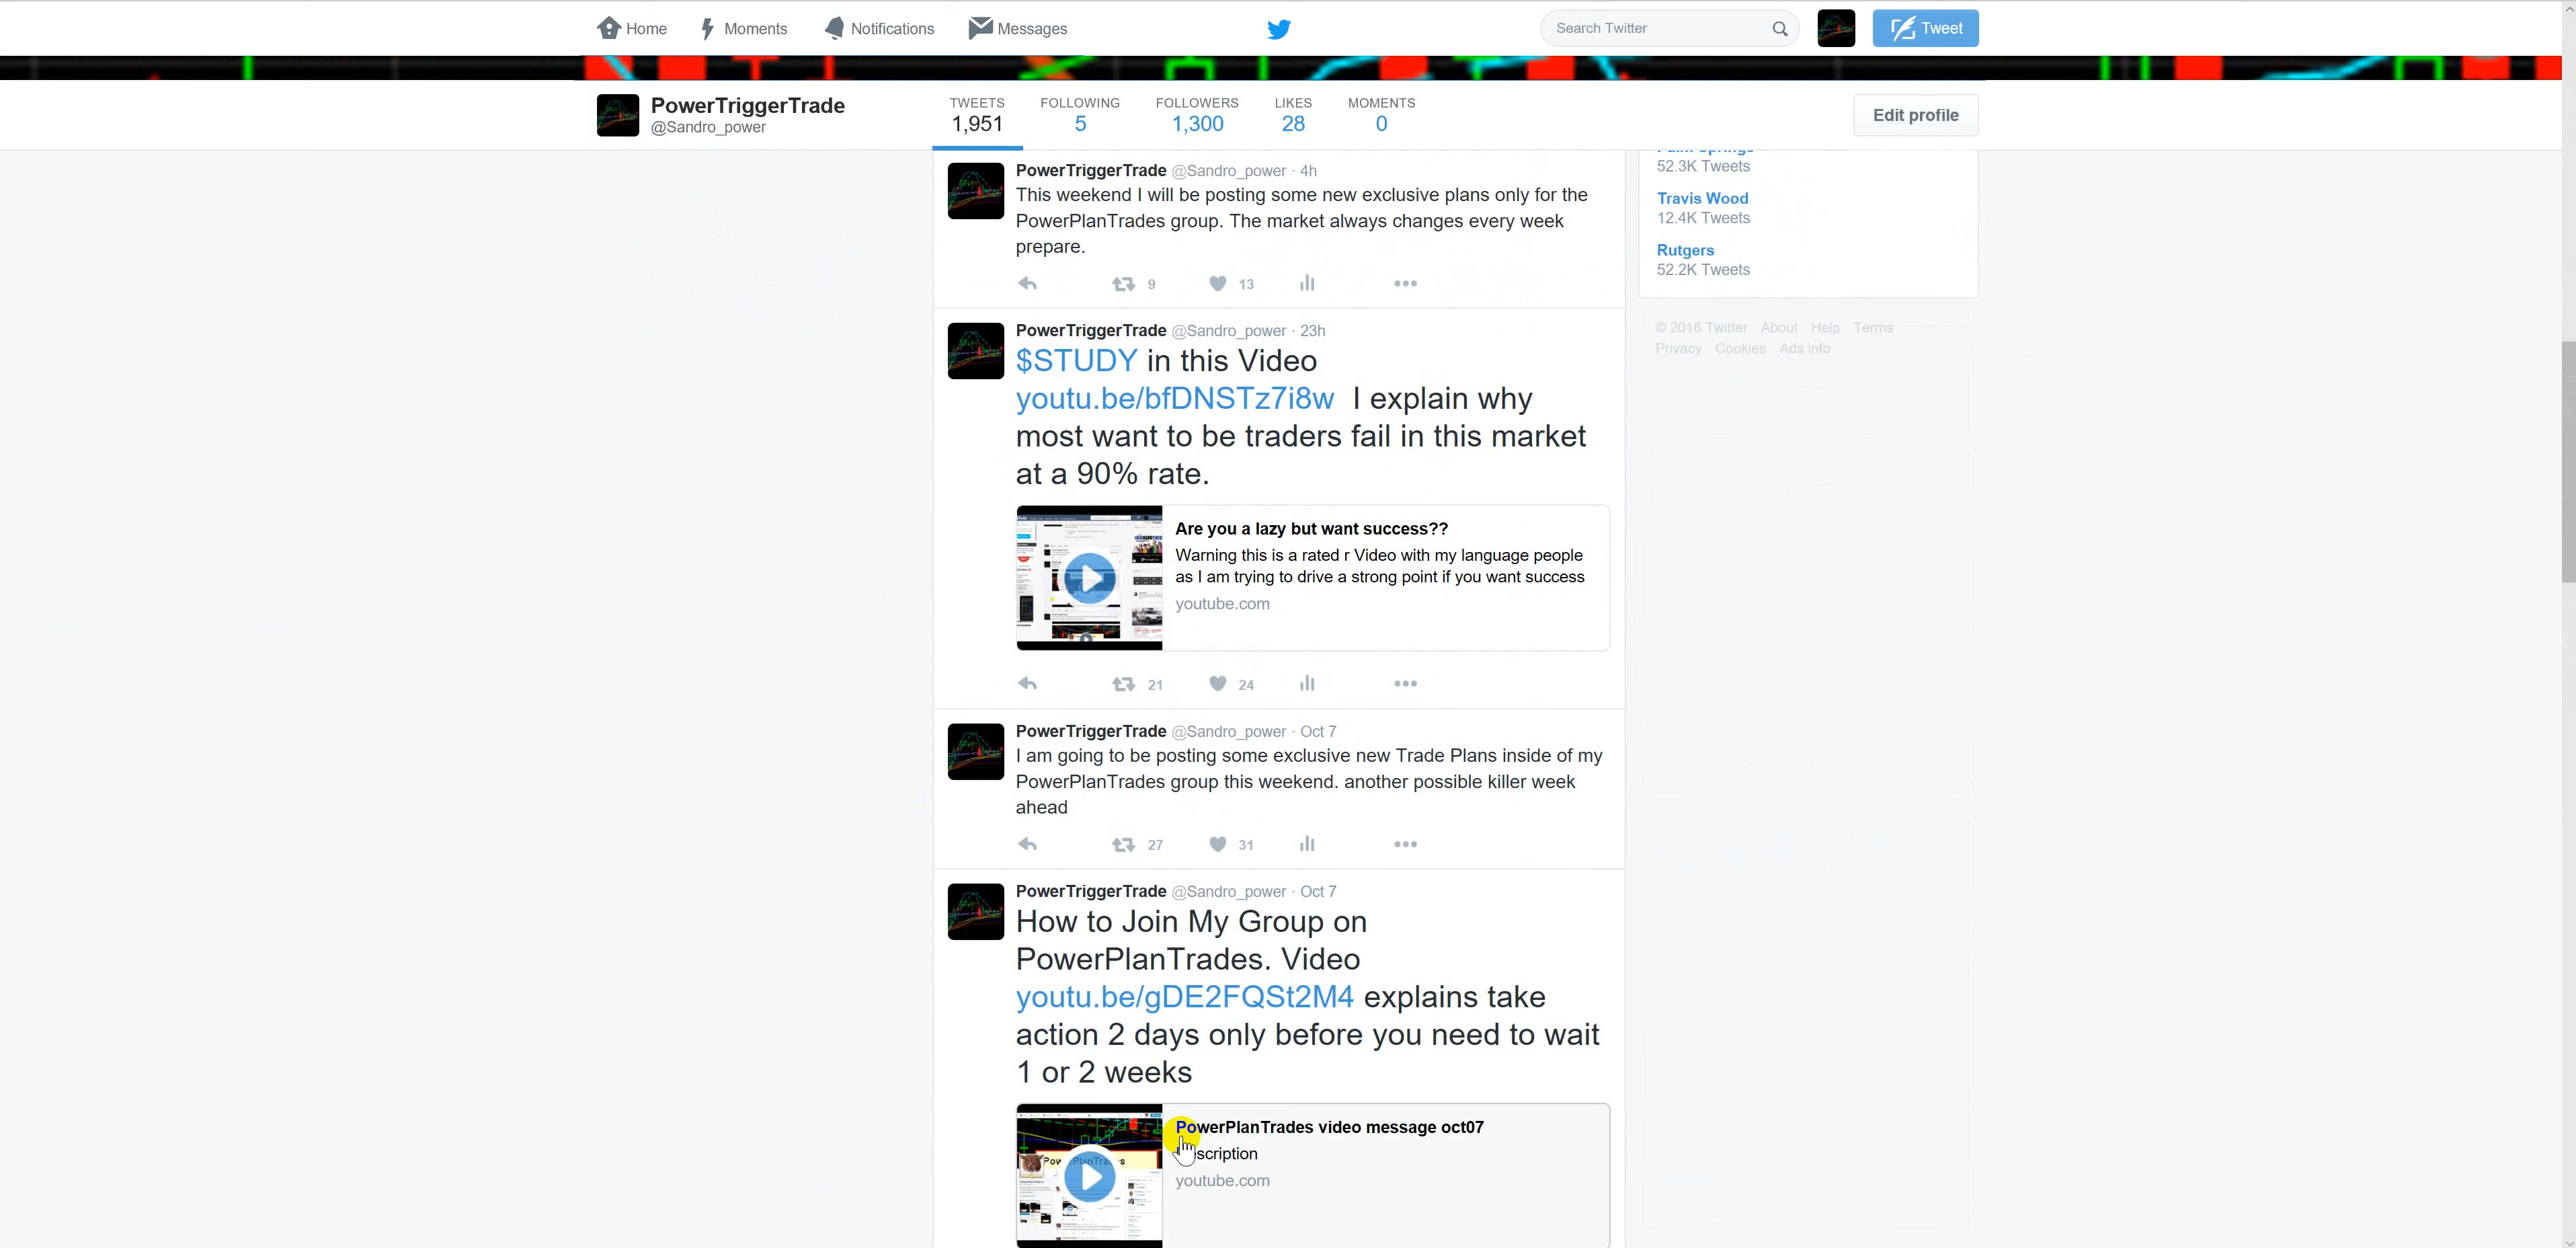 Home Moments Notifications Messages Search Twitter Tweet
PowerTriggerTrade
@Sandro_power
TWEETS FOLLOWING FOLLOWERS LIKES MOMENTS
1,951 5 1,300 28 0
Edit profile
PowerTriggerTrade @Sandro_power · 4h
This weekend I will be posting some new exclusive plans only for the
PowerPlanTrades group. The market always changes every week
prepare.
9 13
PowerTriggerTrade @Sandro_power · 23h
$STUDY in this Video
youtu.be/bfDNSTz7i8w I explain why
most want to be traders fail in this market
at a 90% rate.
Are you a lazy but want success??
Warning this is a rated r Video with my language people
as I am trying to drive a strong point if you want success
youtube.com
21 24
PowerTriggerTrade @Sandro_power · Oct 7
I am going to be posting some exclusive new Trade Plans inside of my
PowerPlanTrades group this weekend. another possible killer week
ahead
27 31
PowerTriggerTrade @Sandro_power · Oct 7
How to Join My Group on
PowerPlanTrades. Video
youtu.be/gDE2FQSt2M4 explains take
action 2 days only before you need to wait
1 or 2 weeks
PowerPlanTrades video message oct07
scription
youtube.com
52.3K Tweets
Travis Wood
12.4K Tweets
Rutgers
52.2K Tweets
© 2016 Twitter About Help Terms
Privacy Cookies Ads info